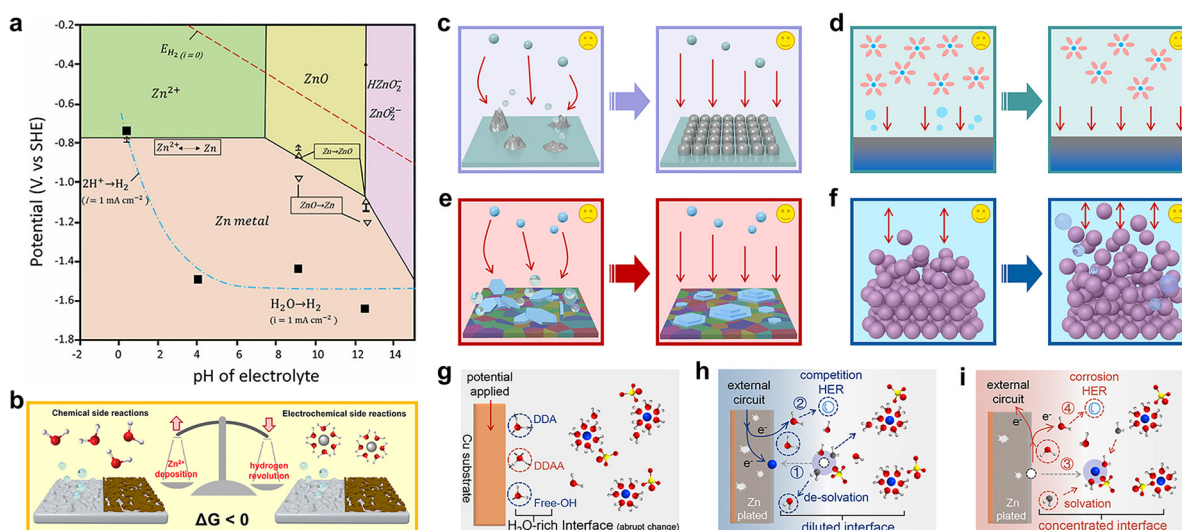 a
-0.2
-0.4
-0.6
-0.8
-1.0
-1.2
-1.4
-1.6
-1.8
Potential (V. vs SHE)
E_H₂ (i = 0)
Zn²⁺
ZnO
HZnO₂⁻
ZnO₂²⁻
Zn²⁺ ⟷ Zn
Zn→ZnO
2H⁺→H₂
(i = 1 mA cm⁻²)
Zn metal
ZnO→Zn
H₂O→H₂
(i = 1 mA cm⁻²)
-2 0 2 4 6 8 10 12 14
pH of electrolyte
b
Chemical side reactions
Electrochemical side reactions
Zn²⁺
deposition
hydrogen
revolution
ΔG < 0
c
d
e
f
g
potential
applied
Cu substrate
DDA
DDAA
Free-OH
H₂O-rich Interface (abrupt change)
h
external
circuit
competition
HER
②
e⁻
e⁻
①
de-solvation
Zn
plated
diluted interface
i
external
circuit
corrosion
HER
④
e⁻
③
solvation
Zn
plated
concentrated interface